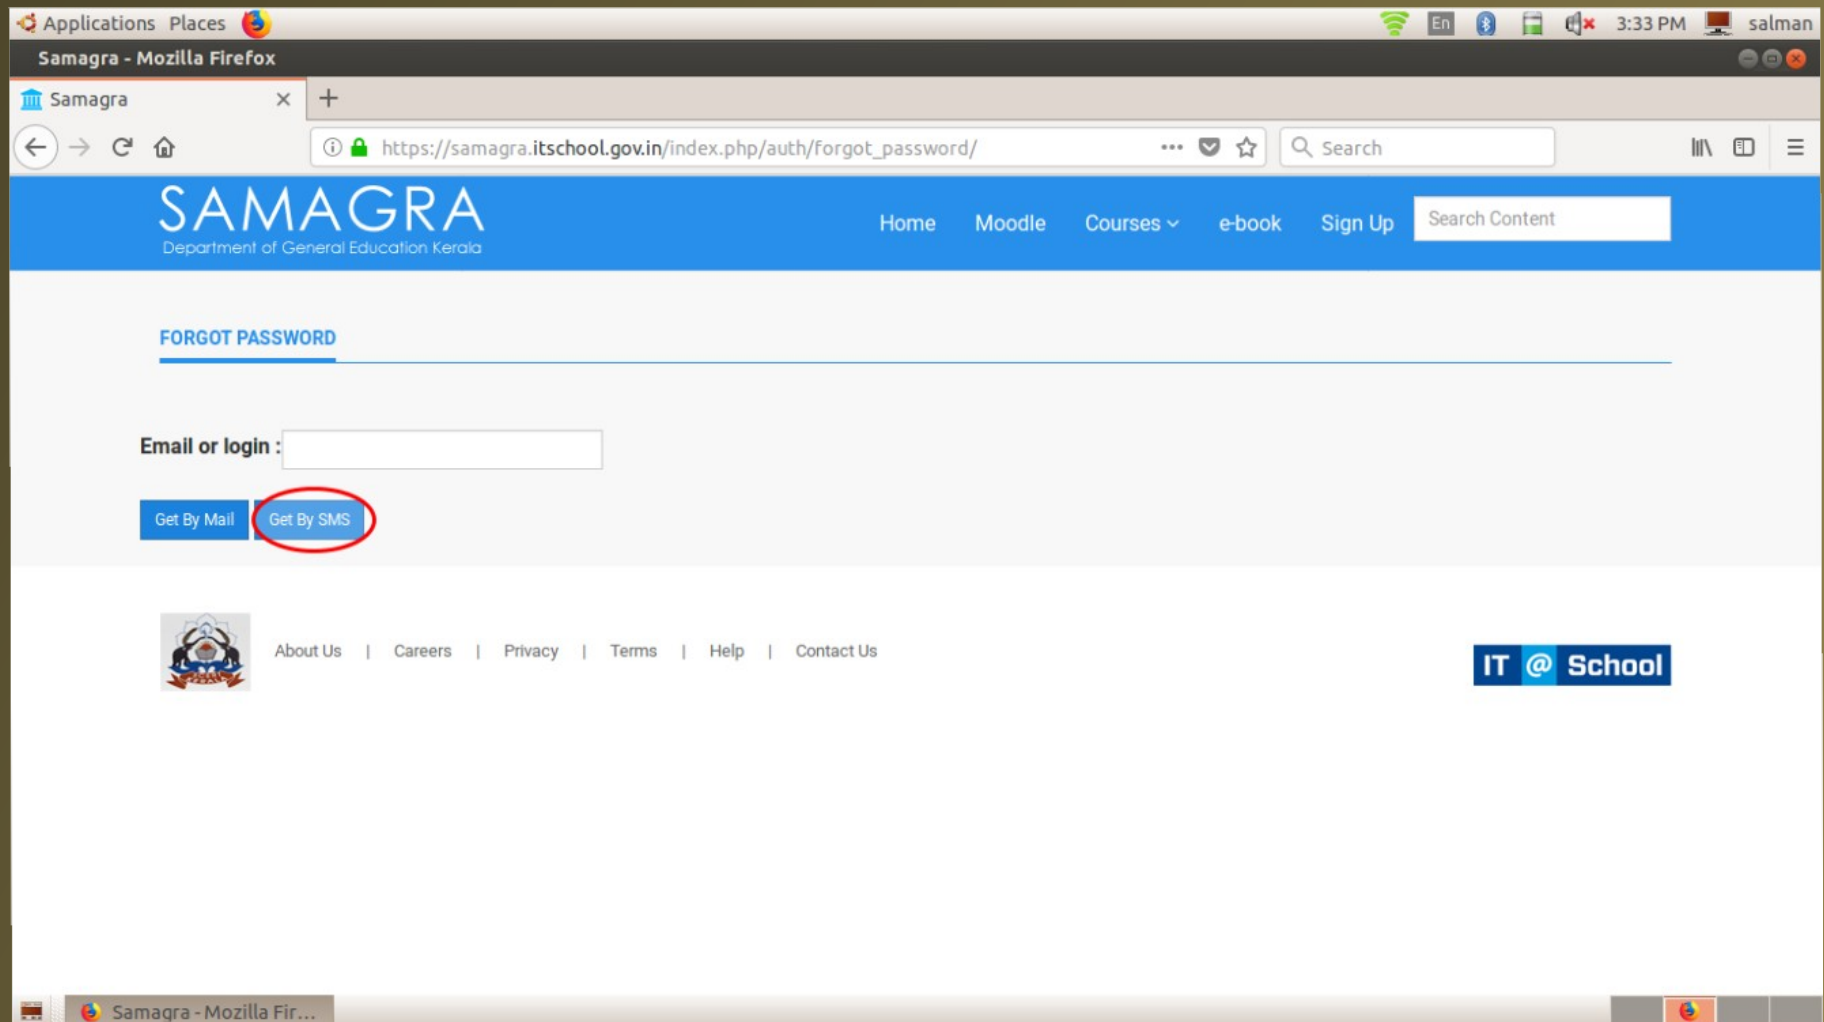 Applications Places En 3:33 PM salman
Samagra - Mozilla Firefox
Samagra
https://samagra.itschool.gov.in/index.php/auth/forgot_password/ Search
SAMAGRA
Department of General Education Kerala
Home Moodle Courses e-book Sign Up Search Content
FORGOT PASSWORD
Email or login :
Get By Mail Get By SMS
About Us | Careers | Privacy | Terms | Help | Contact Us
IT @ School
Samagra - Mozilla Fir...